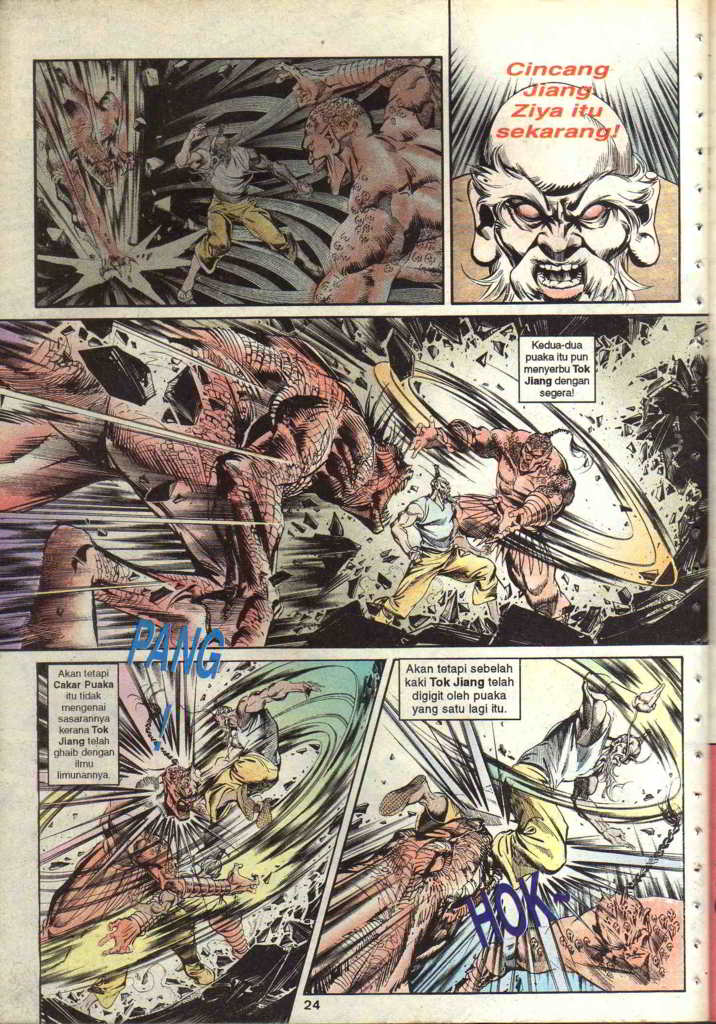 Cincang
Jiang
Ziya itu
sekarang!
Kedua-dua
puaka itu pun
menyerbu Tok
Jiang dengan
segera!
PANG
!
Akan tetapi
Cakar Puaka
itu tidak
mengenai
sasarannya
kerana Tok
Jiang telah
ghaib dengan
ilmu
limunannya.
Akan tetapi sebelah
kaki Tok Jiang telah
digigit oleh puaka
yang satu lagi itu.
HOK~
24